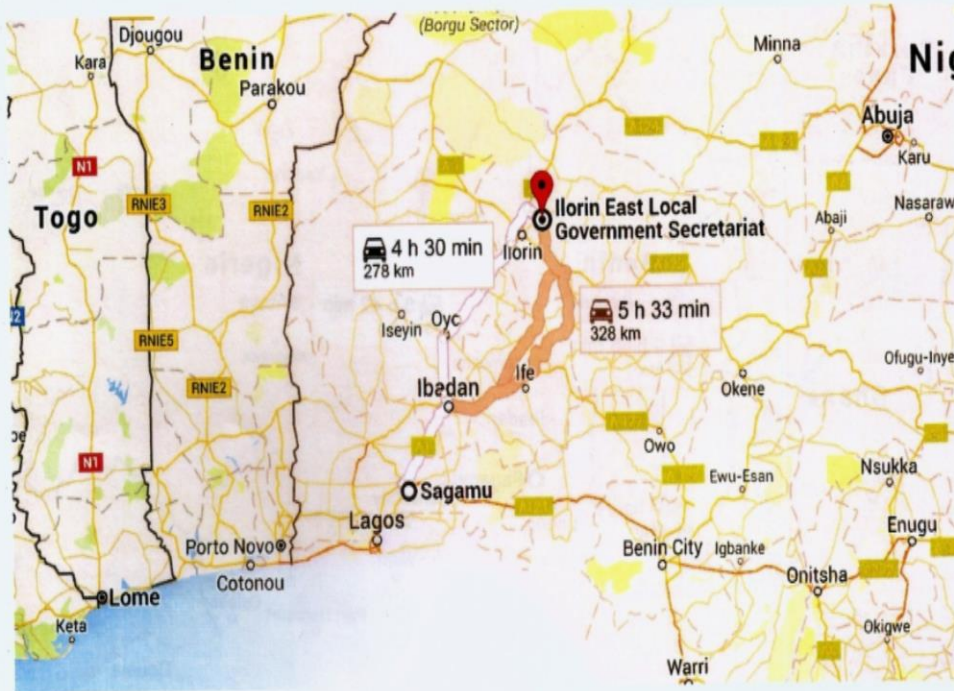 (Borgu Sector)
Djougou
Kara
Benin
Parakou
Minna
Nig
Abuja
Karu
N1
RNIE3
RNIE2
Togo
Ilorin East Local
Government Secretariat
Ilorin
Abaji
Nasaraw
4 h 30 min
278 km
5 h 33 min
328 km
Iseyin
Oyc
RNIE5
RNIE2
Ibadan
Ife
Okene
Ofugu-Inye
Owo
Ewu-Esan
Nsukka
N1
Sagamu
Lagos
Porto Novo
Cotonou
Benin City
Igbanke
Onitsha
Enugu
Lome
Keta
Okigwe
Warri